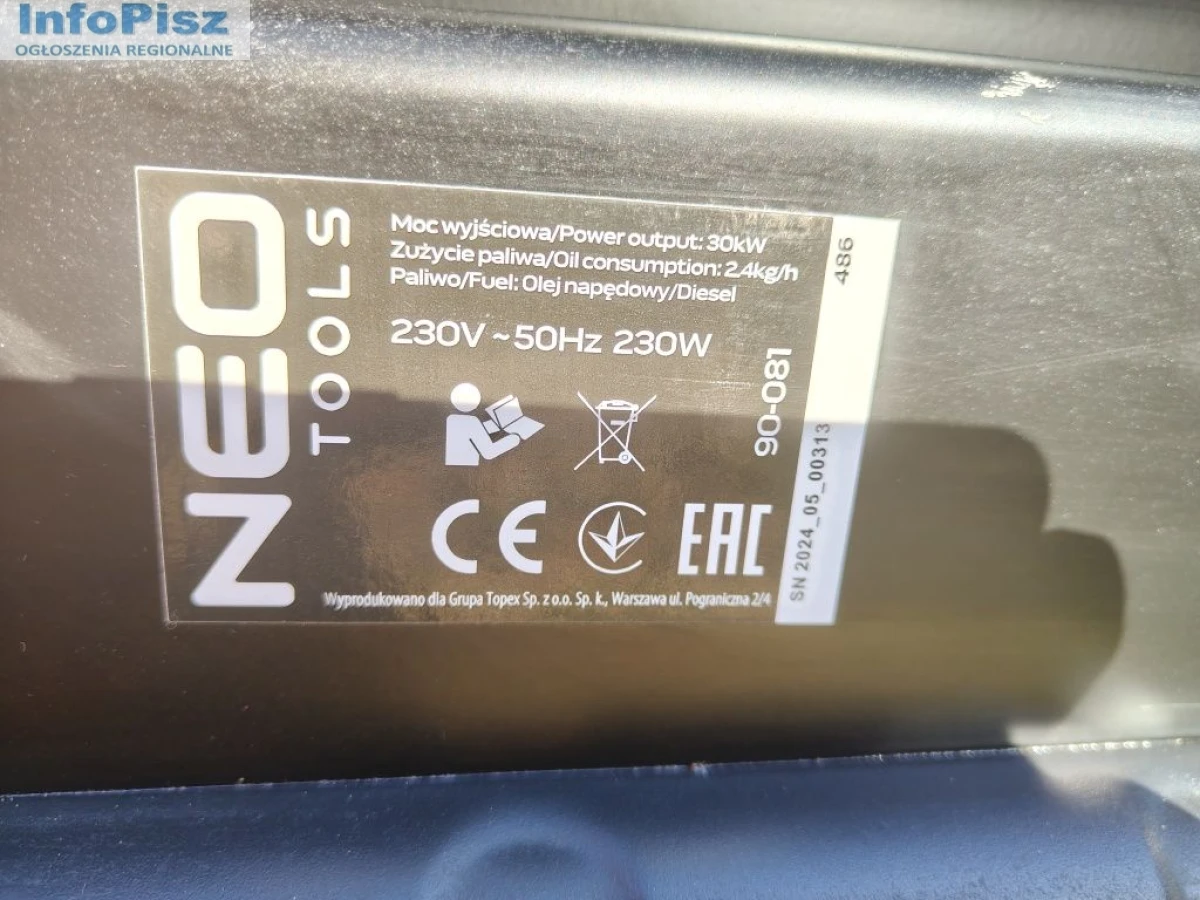 InfoPisz
OGŁOSZENIA REGIONALNE
NEO
TOOLS
Moc wyjściowa/Power output: 30kW
Zużycie paliwa/Oil consumption: 2.4kg/h
Paliwo/Fuel: Olej napędowy/Diesel
230V ~ 50Hz 230W
90-081
CE
EAC
Wyprodukowano dla Grupa Topex Sp. z o.o. Sp. k., Warszawa ul. Pograniczna 2/4
SN 2024_05_00313
486